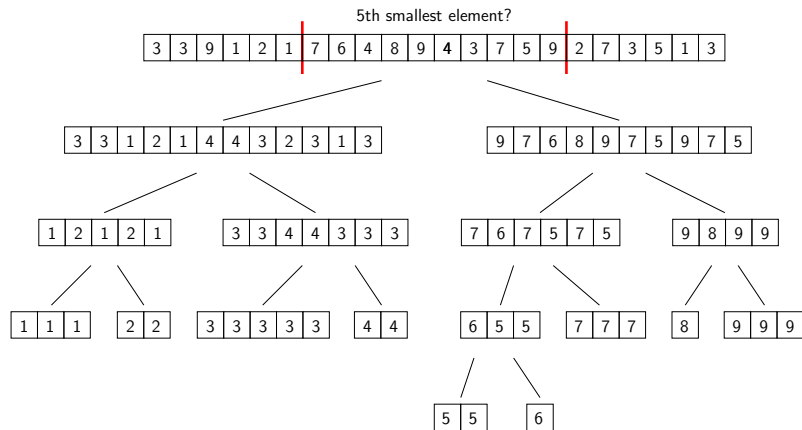 5th smallest element?
3 3 9 1 2 1 7 6 4 8 9 4 3 7 5 9 2 7 3 5 1 3
3 3 1 2 1 4 4 3 2 3 1 3 9 7 6 8 9 7 5 9 7 5
1 2 1 2 1 3 3 4 4 3 3 3 7 6 7 5 7 5 9 8 9 9
1 1 1 2 2 3 3 3 3 3 4 4 6 5 5 7 7 7 8 9 9 9
5 5 6